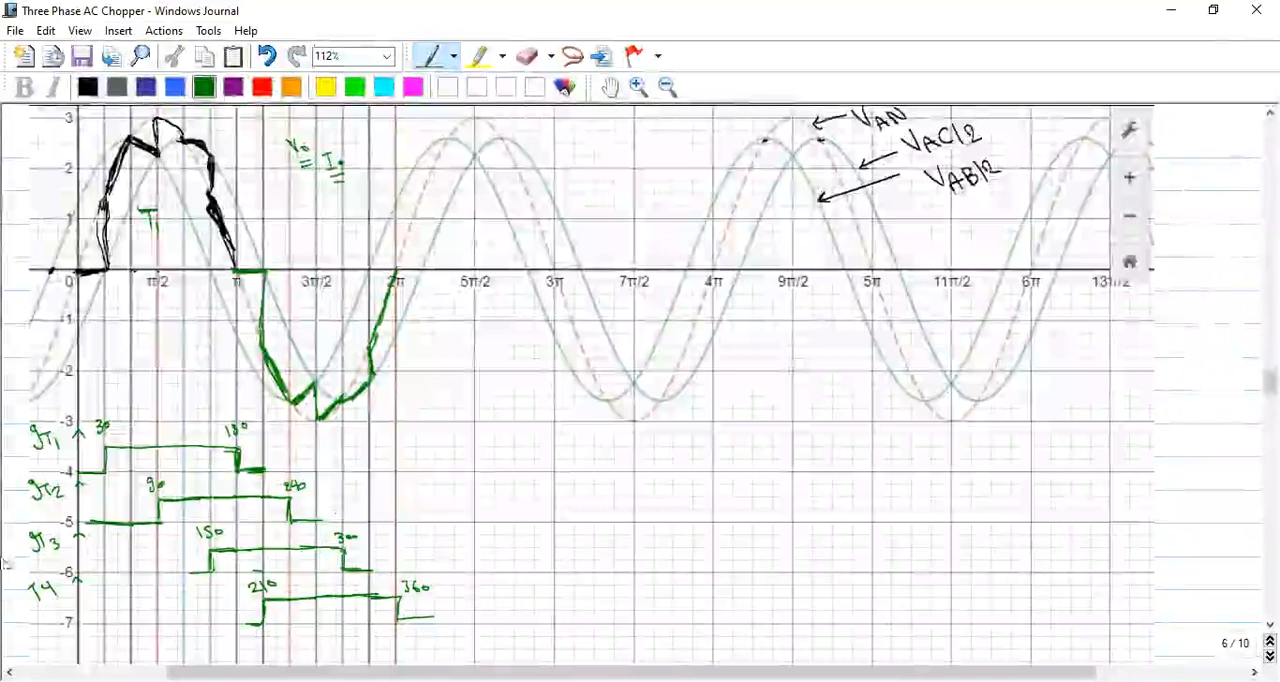 Three Phase AC Chopper - Windows Journal
File Edit View Insert Actions Tools Help
112%
B I
3
2
1
0 π/2 π 3π/2 2π 5π/2 3π 7π/2 4π 9π/2 5π 11π/2 6π 13π/2
-1
-2
-3
-4
-5
-6
-7
Vo
Io
T1
VAN
VAC/2
VAB/2
gT1 30 180
gT2 90 240
gT3 150 300
T4 210 360
6 / 10